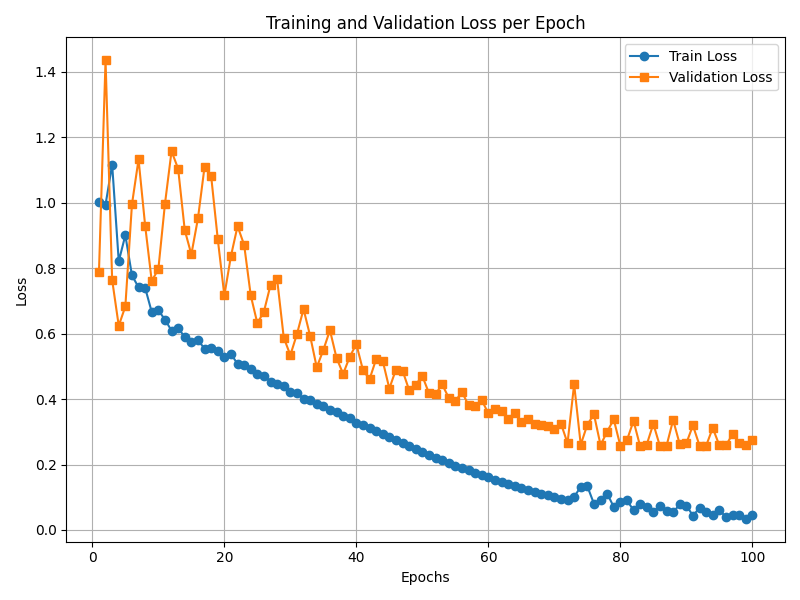 Training and Validation Loss per Epoch
Train Loss
Validation Loss
Loss
1.4
1.2
1.0
0.8
0.6
0.4
0.2
0.0
0 20 40 60 80 100
Epochs